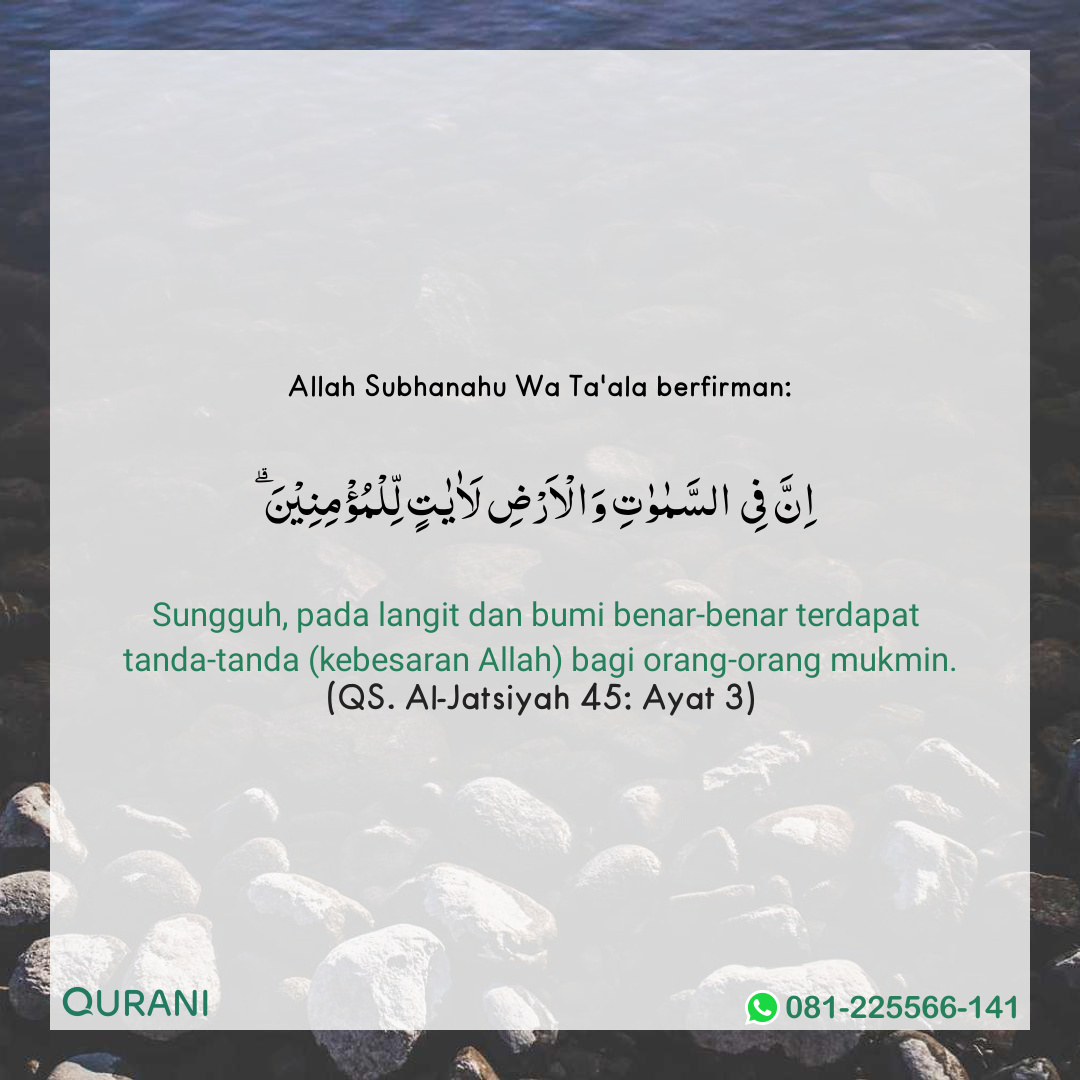 Allah Subhanahu Wa Ta'ala berfirman:
اِنَّ فِى السَّمٰوٰتِ وَالْاَرْضِ لَاٰيٰتٍ لِّلْمُؤْمِنِيْنَ ۗ
Sungguh, pada langit dan bumi benar-benar terdapat
tanda-tanda (kebesaran Allah) bagi orang-orang mukmin.
(QS. Al-Jatsiyah 45: Ayat 3)
QURANI
081-225566-141